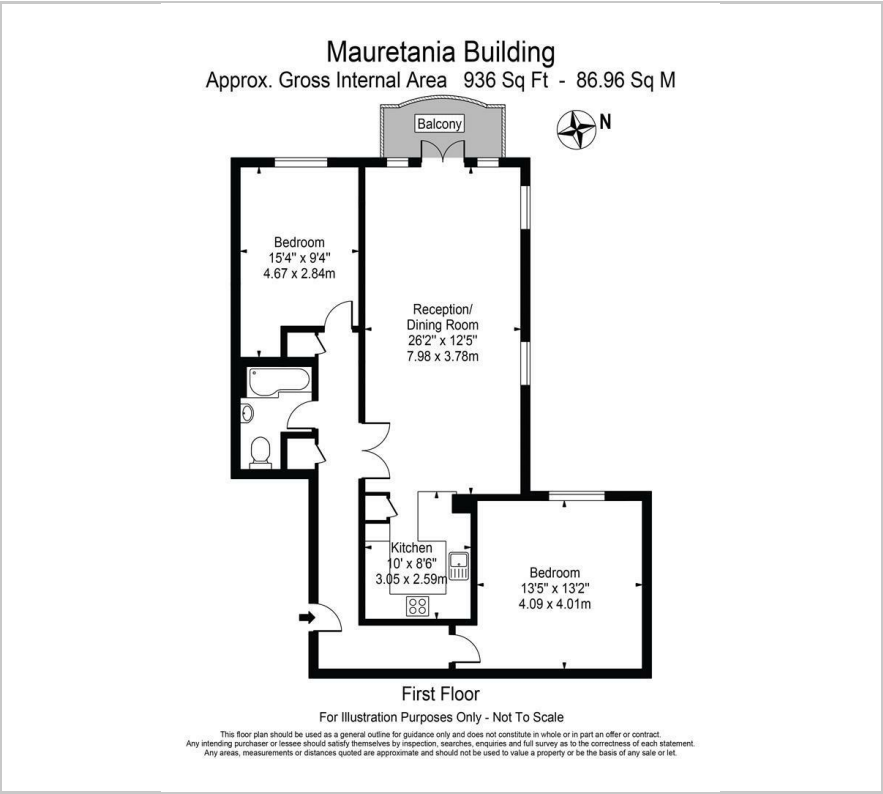 Mauretania Building
Approx. Gross Internal Area 936 Sq Ft - 86.96 Sq M
Balcony
N
Bedroom
15'4" x 9'4"
4.67 x 2.84m
Reception/
Dining Room
26'2" x 12'5"
7.98 x 3.78m
Kitchen
10' x 8'6"
3.05 x 2.59m
Bedroom
13'5" x 13'2"
4.09 x 4.01m
First Floor
For Illustration Purposes Only - Not To Scale
This floor plan should be used as a general outline for guidance only and does not constitute in whole or in part an offer or contract.
Any intending purchaser or lessee should satisfy themselves by inspection, searches, enquiries and full survey as to the correctness of each statement.
Any areas, measurements or distances quoted are approximate and should not be used to value a property or be the basis of any sale or let.